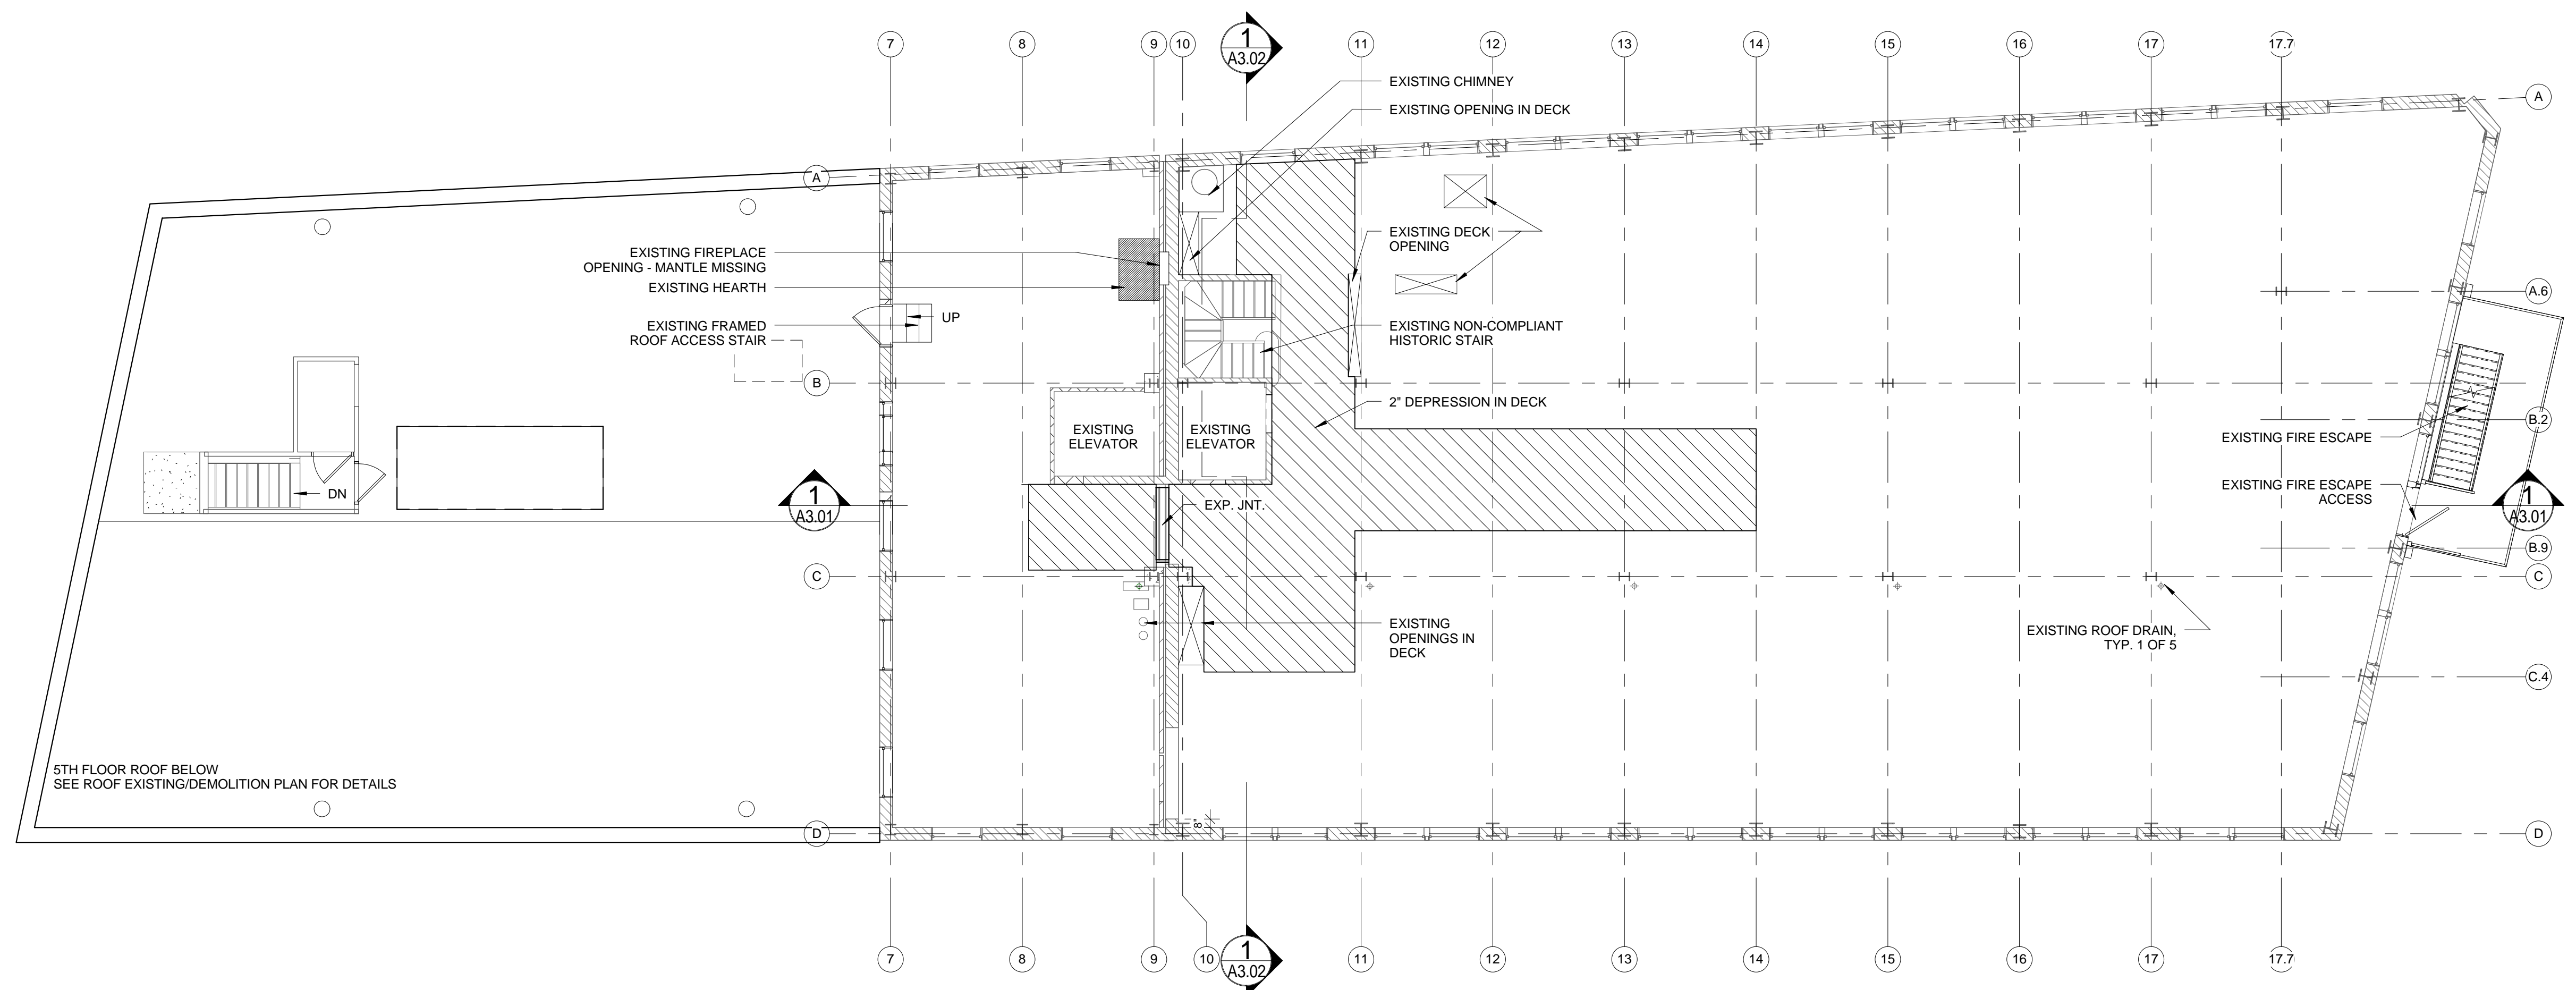 7
8
9
10
1
A3.02
11
12
13
14
15
16
17
17.7
EXISTING CHIMNEY
EXISTING OPENING IN DECK
A
A
EXISTING FIREPLACE
OPENING - MANTLE MISSING
EXISTING HEARTH
EXISTING DECK
OPENING
A.6
UP
EXISTING FRAMED
ROOF ACCESS STAIR
EXISTING NON-COMPLIANT
HISTORIC STAIR
B
2" DEPRESSION IN DECK
EXISTING
ELEVATOR
EXISTING
ELEVATOR
B.2
EXISTING FIRE ESCAPE
DN
1
A3.01
EXP. JNT.
EXISTING FIRE ESCAPE
ACCESS
1
A3.01
B.9
C
C
EXISTING
OPENINGS IN
DECK
EXISTING ROOF DRAIN,
TYP. 1 OF 5
C.4
5TH FLOOR ROOF BELOW
SEE ROOF EXISTING/DEMOLITION PLAN FOR DETAILS
8"
D
D
7
8
9
10
1
A3.02
11
12
13
14
15
16
17
17.7